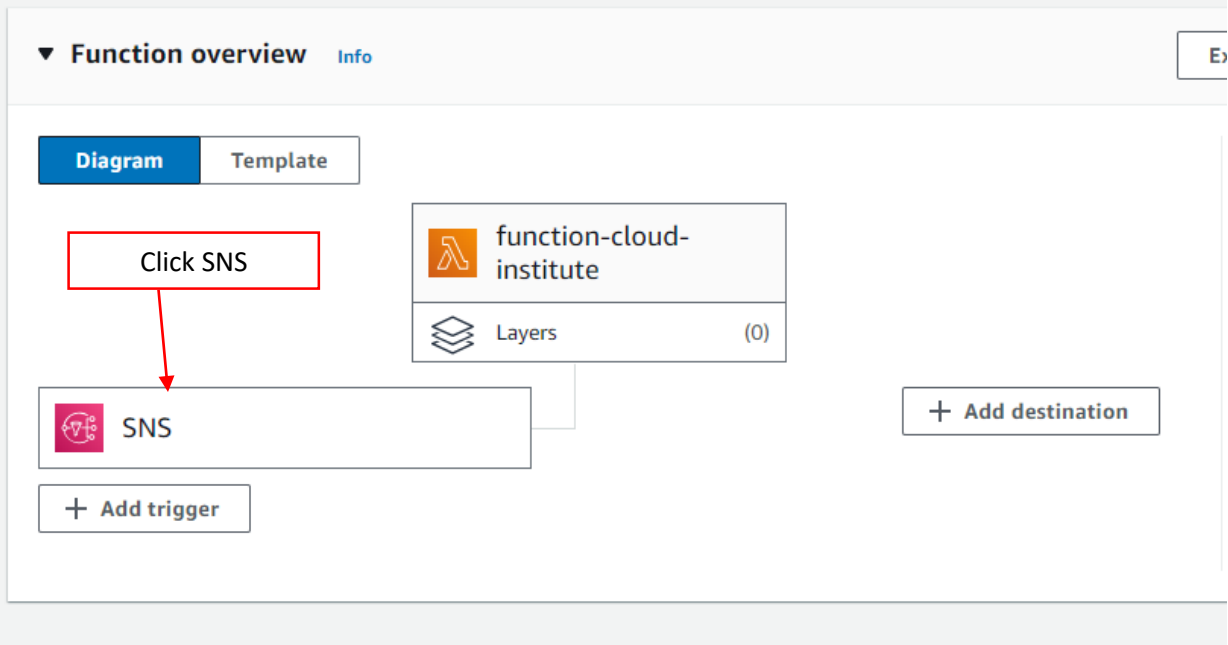 Function overview Info
Ex
Diagram Template
Click SNS
function-cloud-
institute
Layers (0)
SNS
Add destination
Add trigger